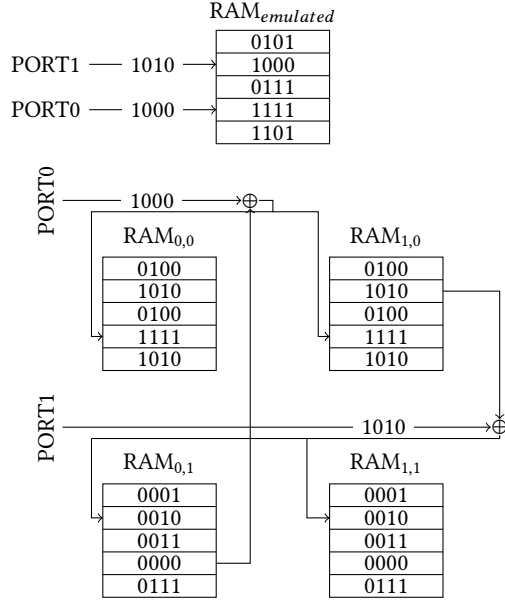 RAM_emulated
0101
PORT1 1010 1000
0111
PORT0 1000 1111
1101
PORT0 1000 ⊕
RAM0,0 RAM1,0
0100 0100
1010 1010
0100 0100
1111 1111
1010 1010
PORT1 1010 ⊕
RAM0,1 RAM1,1
0001 0001
0010 0010
0011 0011
0000 0000
0111 0111